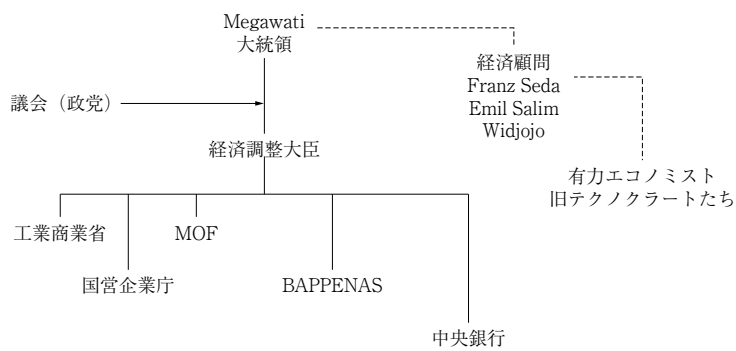 Megawati
大統領
経済顧問
Franz Seda
Emil Salim
Widjojo
議会（政党）
経済調整大臣
有力エコノミスト
旧テクノクラートたち
工業商業省
MOF
国営企業庁
BAPPENAS
中央銀行